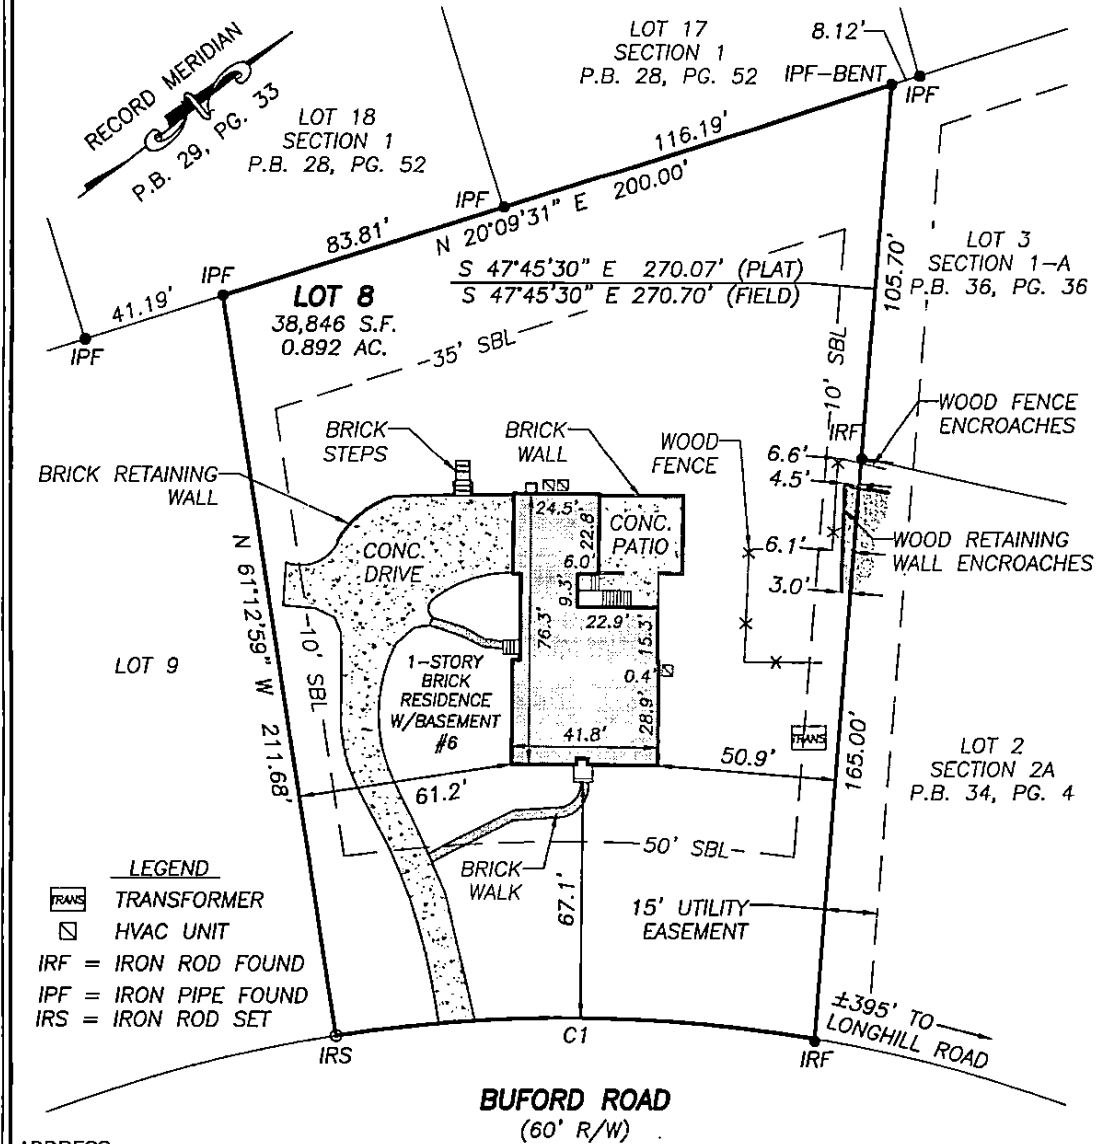 RECORD MERIDIAN
P.B. 29, PG. 33
LOT 18
SECTION 1
P.B. 28, PG. 52
LOT 17
SECTION 1
P.B. 28, PG. 52
8.12'
IPF-BENT
IPF
116.19'
IPF
N 20°09'31" E 200.00'
83.81'
IPF
41.19'
IPF
LOT 8
38,846 S.F.
0.892 AC.
S 47°45'30" E 270.07' (PLAT)
S 47°45'30" E 270.70' (FIELD)
LOT 3
SECTION 1-A
P.B. 36, PG. 36
105.70'
35' SBL
10' SBL
WOOD FENCE
ENCROACHES
IRF
6.6'
4.5'
BRICK
STEPS
BRICK
WALL
WOOD
FENCE
BRICK RETAINING
WALL
24.5'
22.8'
CONC.
PATIO
CONC.
DRIVE
6.0'
9.3'
6.1'
3.0'
WOOD RETAINING
WALL ENCROACHES
N 61°12'59" W 211.68'
76.3'
22.9'
15.3'
0.4'
28.9'
LOT 9
10' SBL
1-STORY
BRICK
RESIDENCE
W/BASEMENT
#6
41.8'
TRANS
50.9'
165.00'
LOT 2
SECTION 2A
P.B. 34, PG. 4
61.2'
50' SBL
BRICK
WALK
67.1'
15' UTILITY
EASEMENT
LEGEND
TRANS TRANSFORMER
HVAC UNIT
IRF = IRON ROD FOUND
IPF = IRON PIPE FOUND
IRS = IRON ROD SET
±395' TO
LONGHILL ROAD
IRS
C1
IRF
BUFORD ROAD
(60' R/W)
ADDRESS